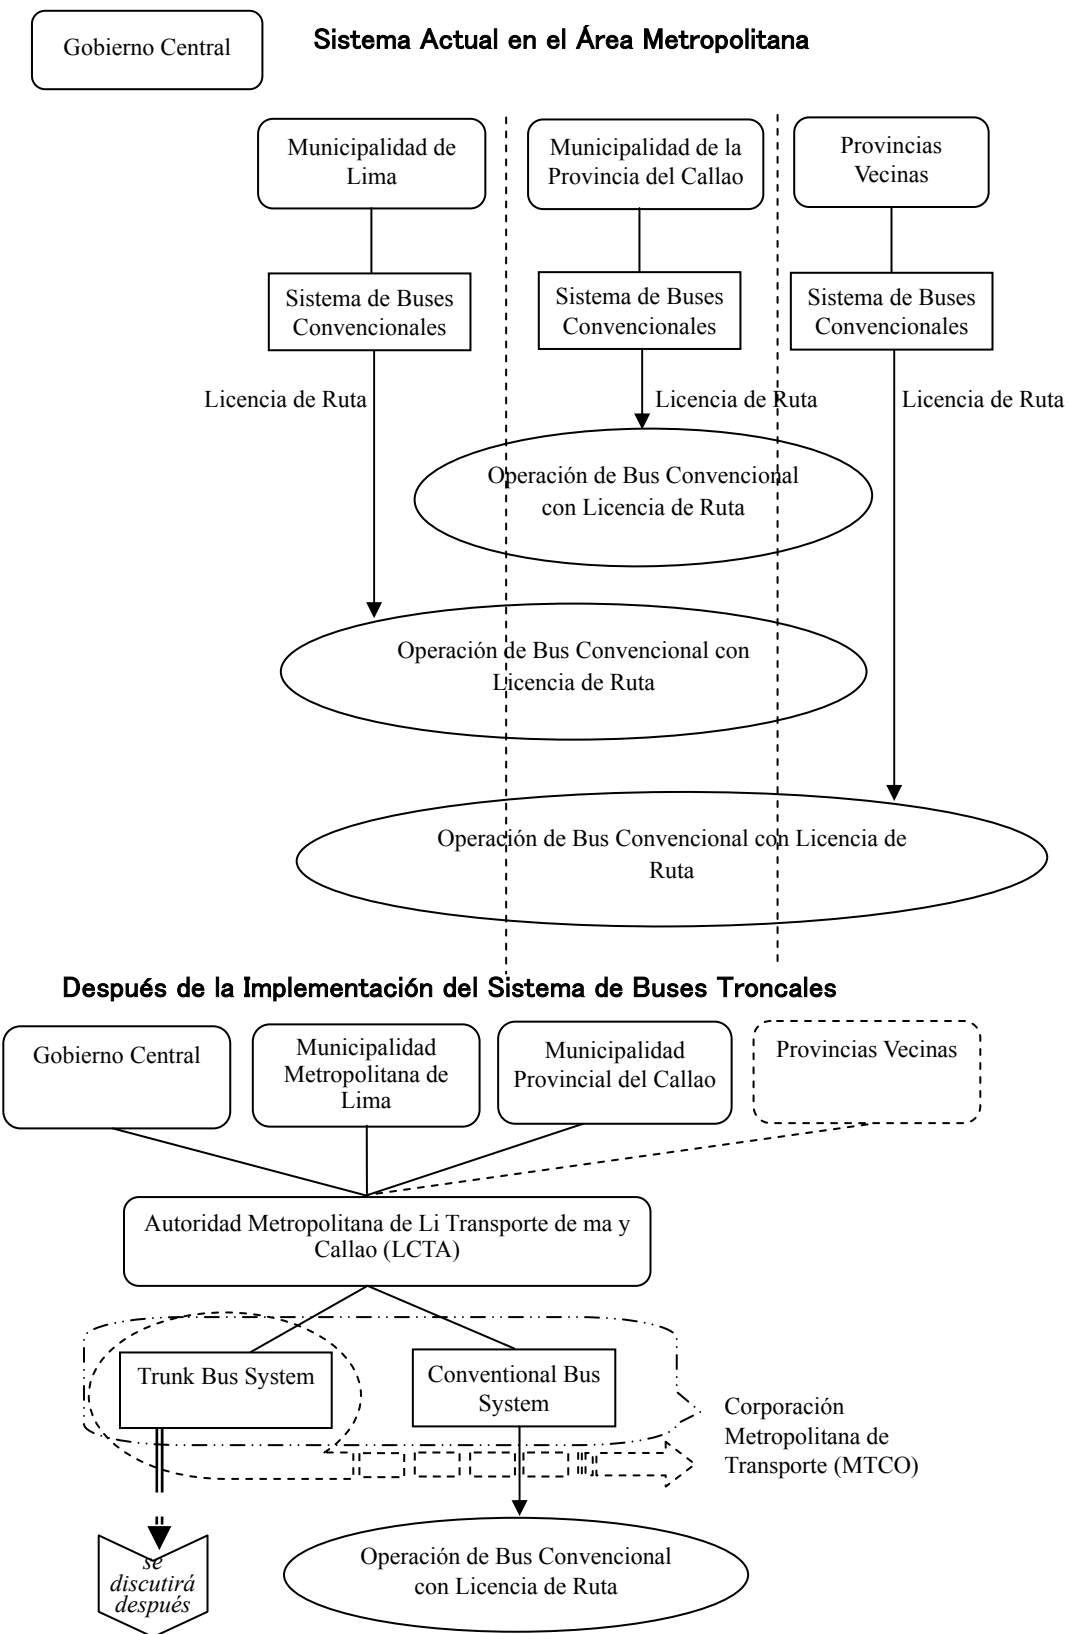 Gobierno Central
Sistema Actual en el Área Metropolitana
Municipalidad de
Lima
Municipalidad de la
Provincia del Callao
Provincias
Vecinas
Sistema de Buses
Convencionales
Sistema de Buses
Convencionales
Sistema de Buses
Convencionales
Licencia de Ruta
Licencia de Ruta
Licencia de Ruta
Operación de Bus Convencional
con Licencia de Ruta
Operación de Bus Convencional con
Licencia de Ruta
Operación de Bus Convencional con Licencia de
Ruta
Después de la Implementación del Sistema de Buses Troncales
Gobierno Central
Municipalidad
Metropolitana de
Lima
Municipalidad
Provincial del Callao
Provincias Vecinas
Autoridad Metropolitana de Li Transporte de ma y
Callao (LCTA)
Trunk Bus System
Conventional Bus
System
Corporación
Metropolitana de
Transporte (MTCO)
se
discutirá
después
Operación de Bus Convencional
con Licencia de Ruta